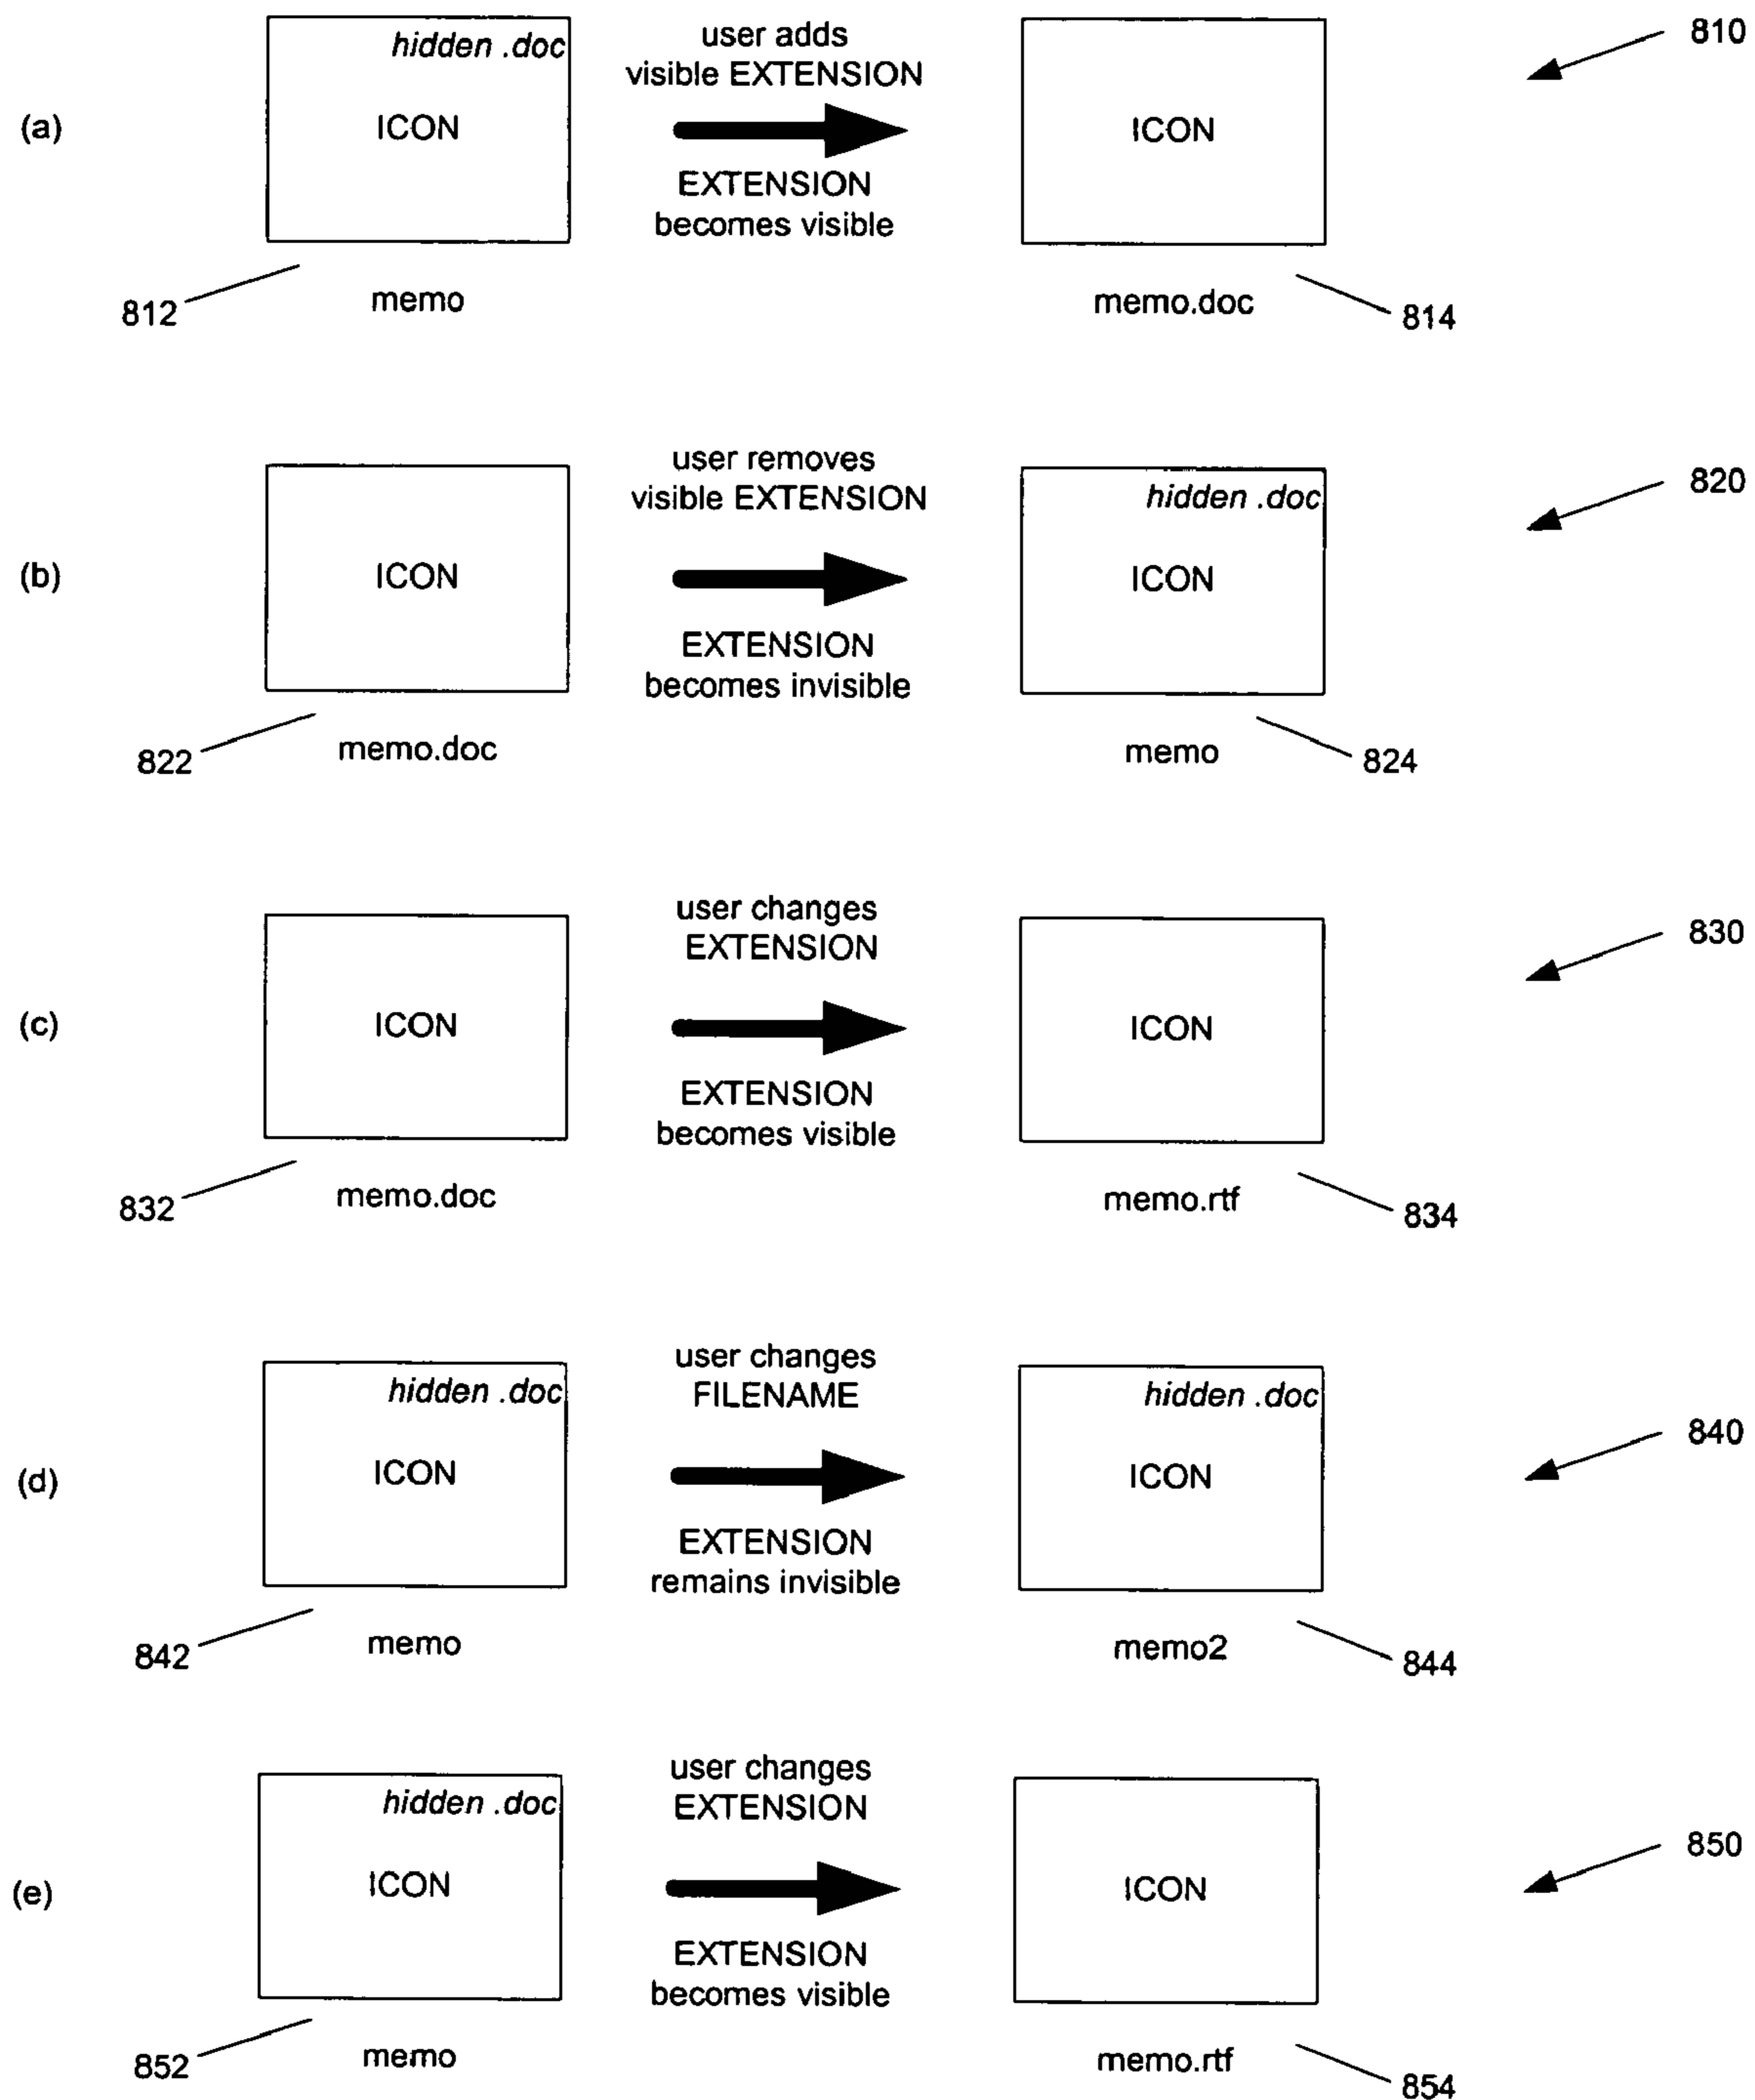 hidden .doc
user adds
visible EXTENSION
810
(a)
ICON
ICON
EXTENSION
becomes visible
812
memo
memo.doc
814
user removes
visible EXTENSION
hidden .doc
820
(b)
ICON
ICON
EXTENSION
becomes invisible
822
memo.doc
memo
824
user changes
EXTENSION
830
(c)
ICON
ICON
EXTENSION
becomes visible
832
memo.doc
memo.rtf
834
user changes
FILENAME
hidden .doc
hidden .doc
840
(d)
ICON
ICON
EXTENSION
remains invisible
842
memo
memo2
844
user changes
EXTENSION
hidden .doc
850
(e)
ICON
ICON
EXTENSION
becomes visible
852
memo
memo.rtf
854